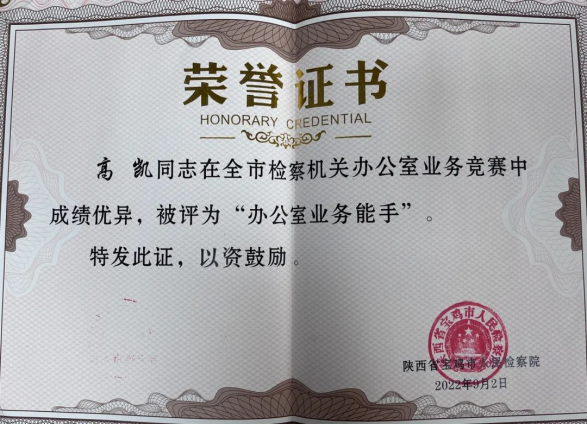 荣誉证书
HONORARY CREDENTIAL
高 凯同志在全市检察机关办公室业务竞赛中
成绩优异，被评为“办公室业务能手”。
特发此证，以资鼓励。
陕西省宝鸡市人民检察院
陕西省宝鸡市人民检察院
2022年9月2日